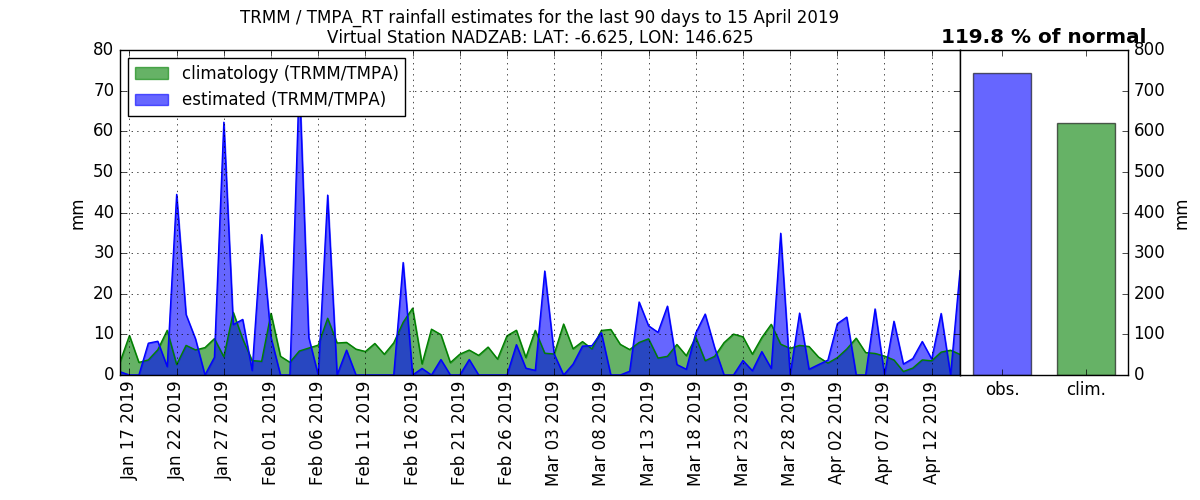 TRMM / TMPA_RT rainfall estimates for the last 90 days to 15 April 2019
Virtual Station NADZAB: LAT: -6.625, LON: 146.625
119.8 % of normal
climatology (TRMM/TMPA)
estimated (TRMM/TMPA)
80
70
60
50
40
30
20
10
0
mm
800
700
600
500
400
300
200
100
0
mm
Jan 17 2019
Jan 22 2019
Jan 27 2019
Feb 01 2019
Feb 06 2019
Feb 11 2019
Feb 16 2019
Feb 21 2019
Feb 26 2019
Mar 03 2019
Mar 08 2019
Mar 13 2019
Mar 18 2019
Mar 23 2019
Mar 28 2019
Apr 02 2019
Apr 07 2019
Apr 12 2019
obs.
clim.